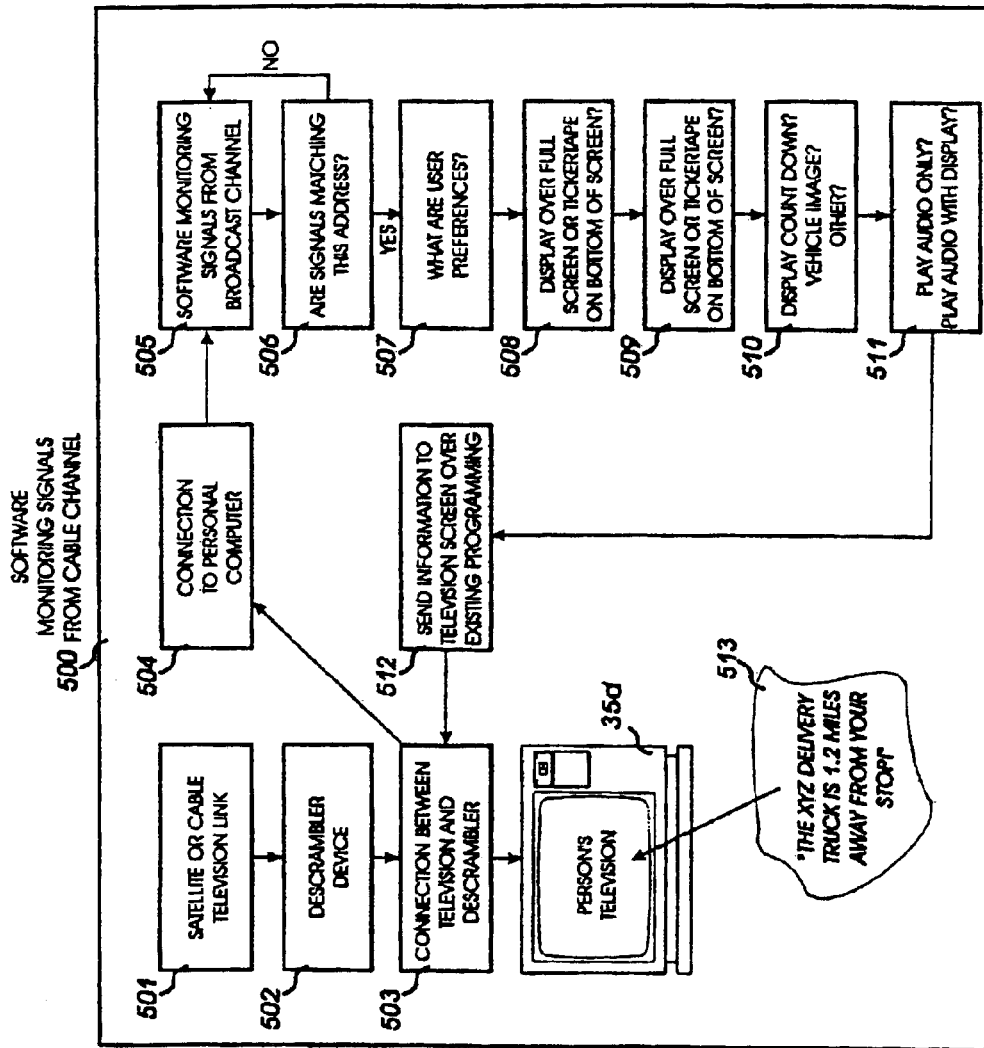 SOFTWARE
MONITORING SIGNALS
FROM CABLE CHANNEL
500
501
SATELLITE OR CABLE
TELEVISION LINK
502
DESCRAMBLER
DEVICE
503
CONNECTION BETWEEN
TELEVISION AND
DESCRAMBLER
35d
PERSON'S
TELEVISION
513
"THE XYZ DELIVERY
TRUCK IS 1.2 MILES
AWAY FROM YOUR
STOP!"
504
CONNECTION
TO PERSONAL
COMPUTER
512
SEND INFORMATION TO
TELEVISION SCREEN OVER
EXISTING PROGRAMMING
505
SOFTWARE MONITORING
SIGNALS FROM
BROADCAST CHANNEL
NO
506
ARE SIGNALS MATCHING
THIS ADDRESS?
YES
507
WHAT ARE USER
PREFERENCES?
608
DISPLAY OVER FULL
SCREEN OR TICKERTAPE
ON BOTTOM OF SCREEN?
509
DISPLAY OVER FULL
SCREEN OR TICKERTAPE
ON BOTTOM OF SCREEN?
510
DISPLAY COUNT DOWN?
VEHICLE IMAGE?
OTHER?
511
PLAY AUDIO ONLY?
PLAY AUDIO WITH DISPLAY?